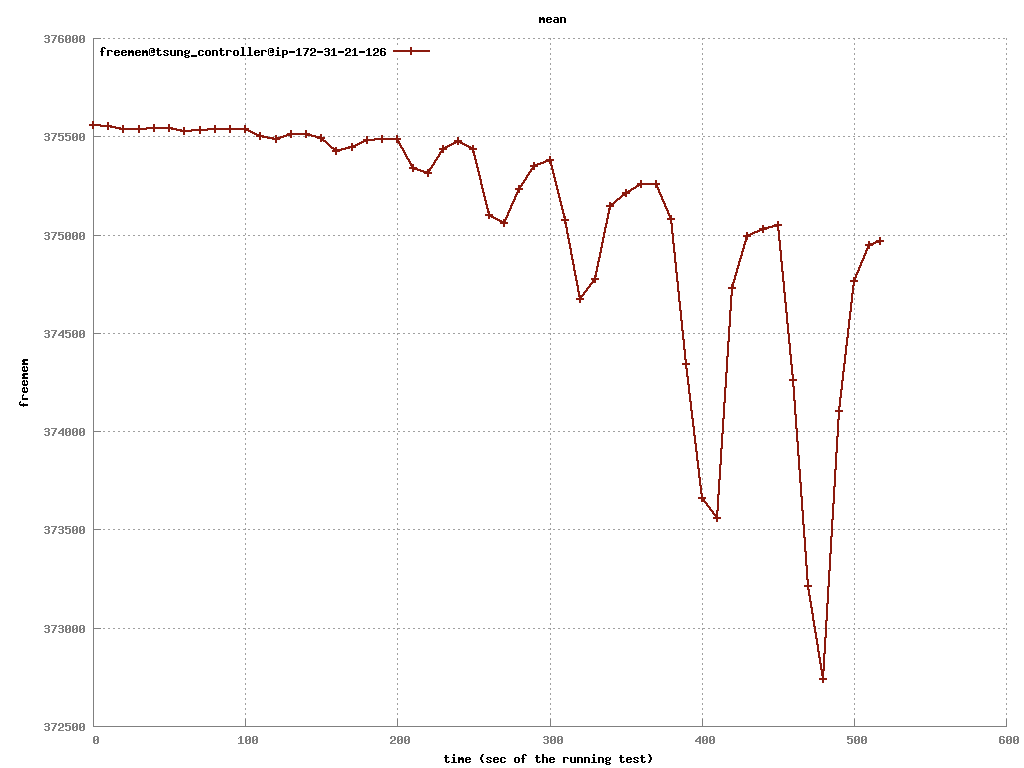 mean
376000
freemem@tsung_controller@ip-172-31-21-126
375500
375000
374500
freemem
374000
373500
373000
372500
0 100 200 300 400 500 600
time (sec of the running test)